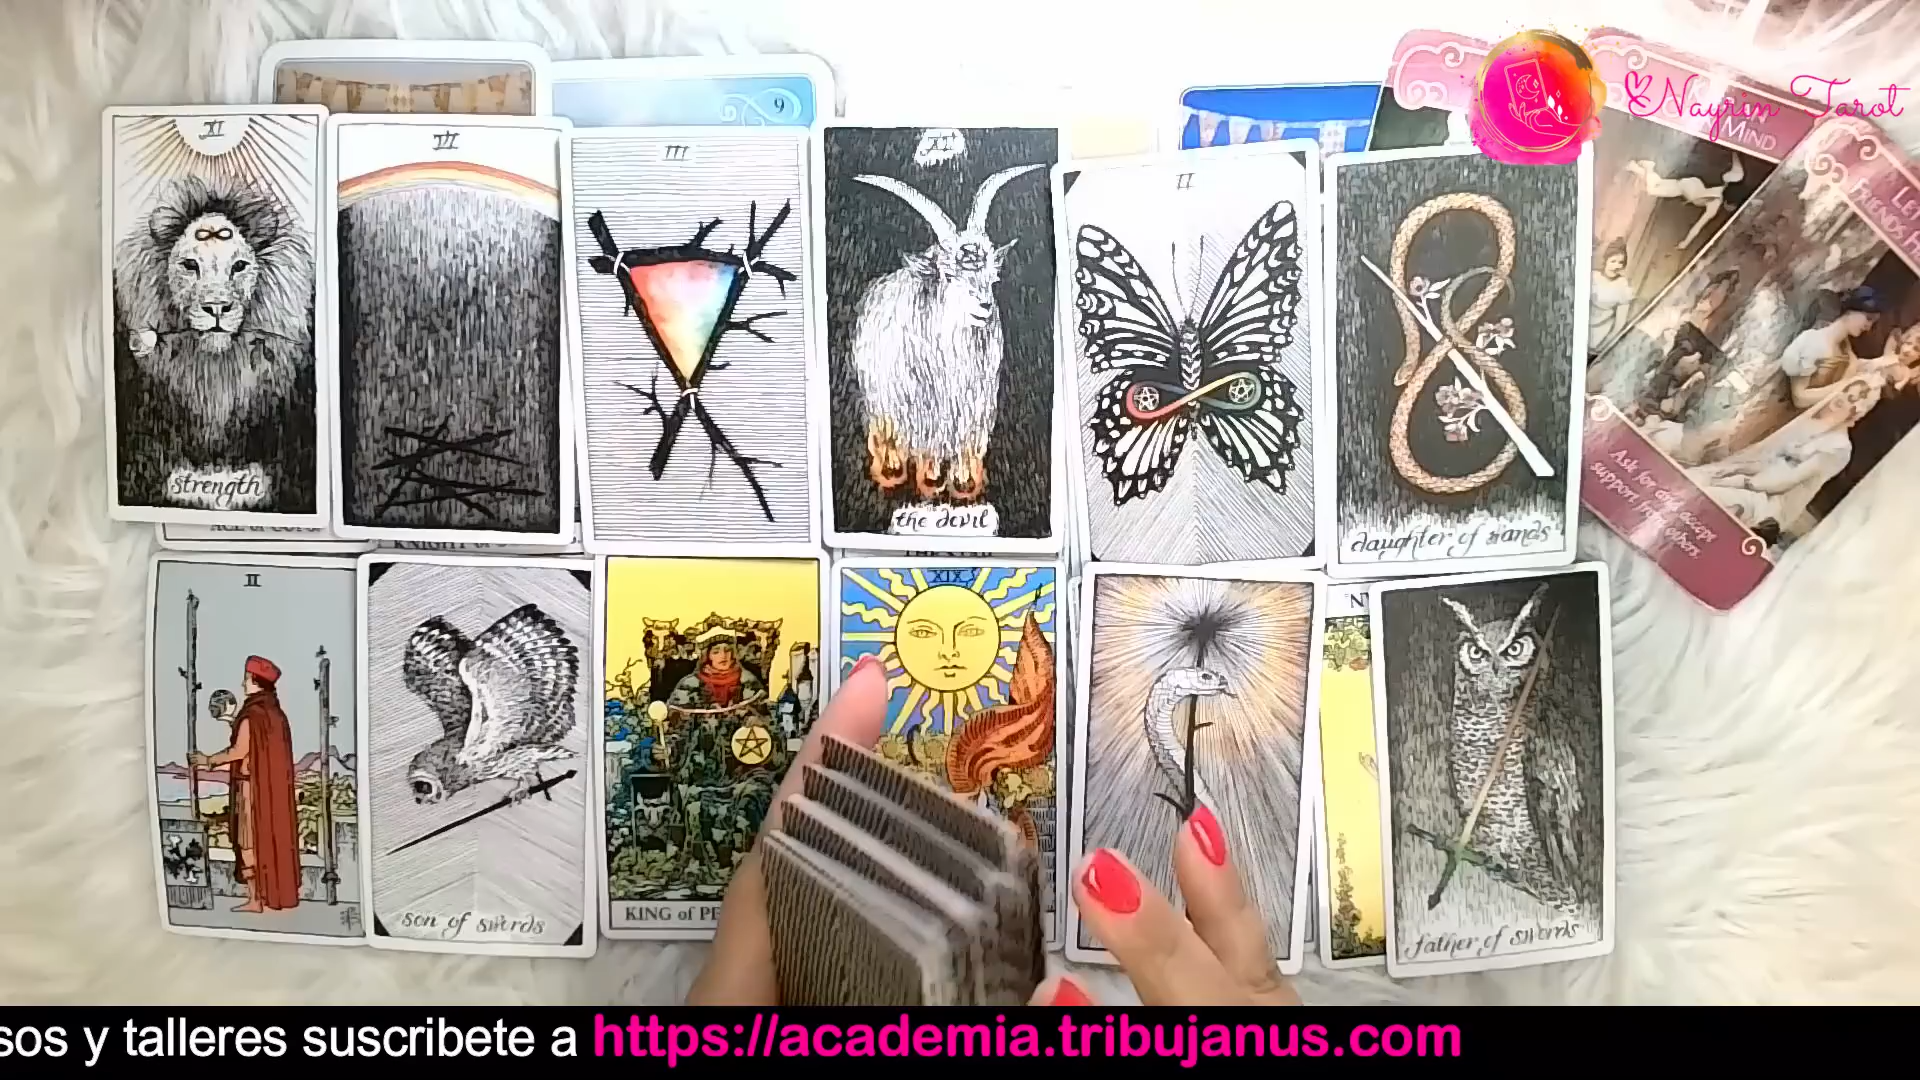 9
Nayrin Tarot
MIND
XI
VI
III
II
strength
the devil
daughter of wands
Ask for and accept
support from others.
II
XIX
son of swords
KING of PE
father of swords
sos y talleres suscribete a https://academia.tribujanus.com